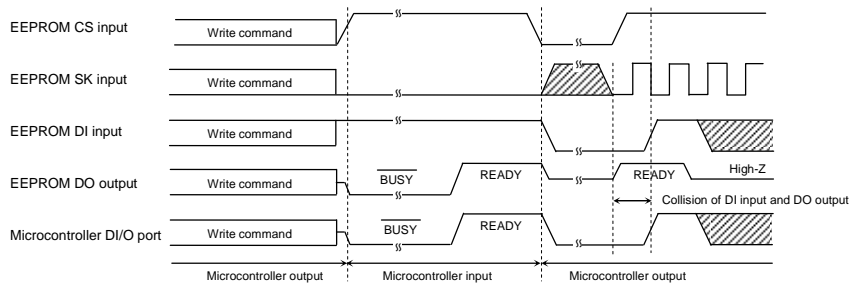 EEPROM CS input
Write command
EEPROM SK input
Write command
EEPROM DI input
Write command
EEPROM DO output
Write command
BUSY
READY
READY
High-Z
Collision of DI input and DO output
Microcontroller DI/O port
Write command
BUSY
READY
Microcontroller output
Microcontroller input
Microcontroller output